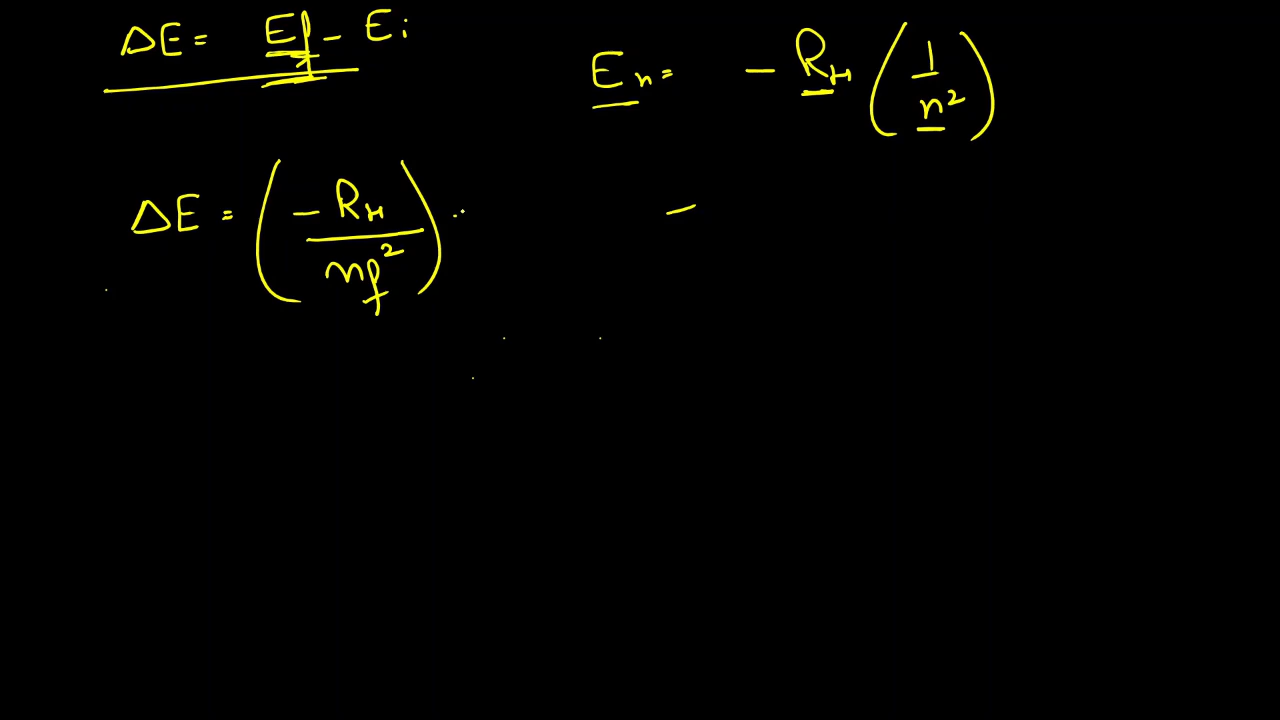 ΔE = Ef - Ei
En = - RH (1/n²)
ΔE = (- RH / nf²) -